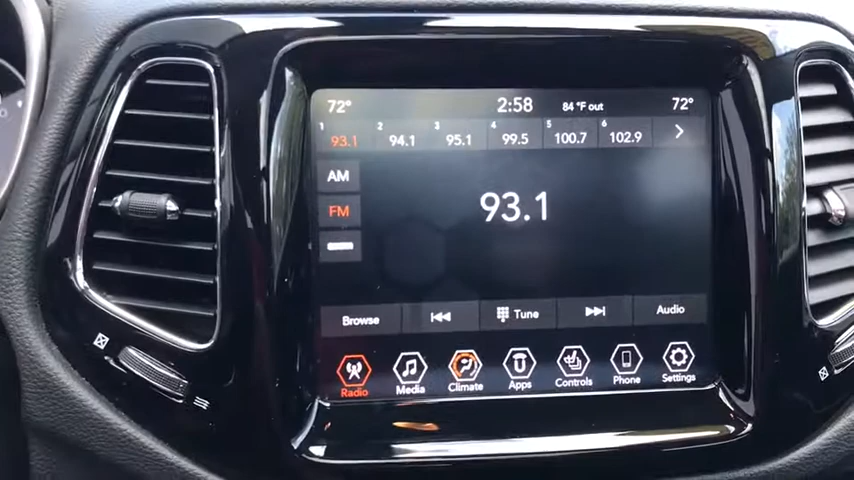 72° 2:58 84 °F out 72°
1 93.1 2 94.1 3 95.1 4 99.5 5 100.7 6 102.9
AM
FM
93.1
Browse Tune Audio
Radio Media Climate Apps Controls Phone Settings